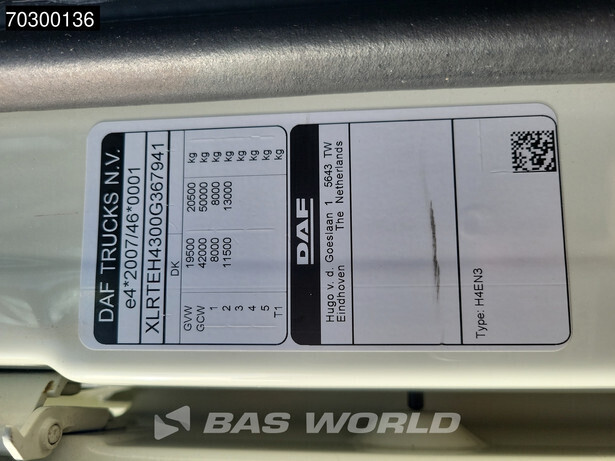 70300136
DAF TRUCKS N.V.
e4*2007/46*0001
XLRTEH4300G367941
DK
GVW 19500 20500 kg
GCW 42000 50000 kg
1 8000 8000 kg
2 11500 13000 kg
3 kg
4 kg
5 kg
T1 kg
DAF
Hugo v. d. Goeslaan 1 5643 TW
Eindhoven The Netherlands
Type: H4EN3
BAS WORLD